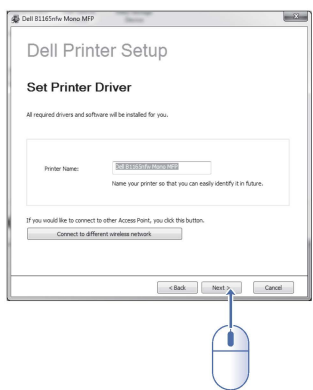 Dell B1165nfw Mono MFP
Dell Printer Setup
Set Printer Driver
All required drivers and software will be installed for you.
Printer Name:
Dell B1165nfw Mono MFP
Name your printer so that you can easily identify it in future.
If you would like to connect to other Access Point, you click this button.
Connect to different wireless network
< Back
Next >
Cancel